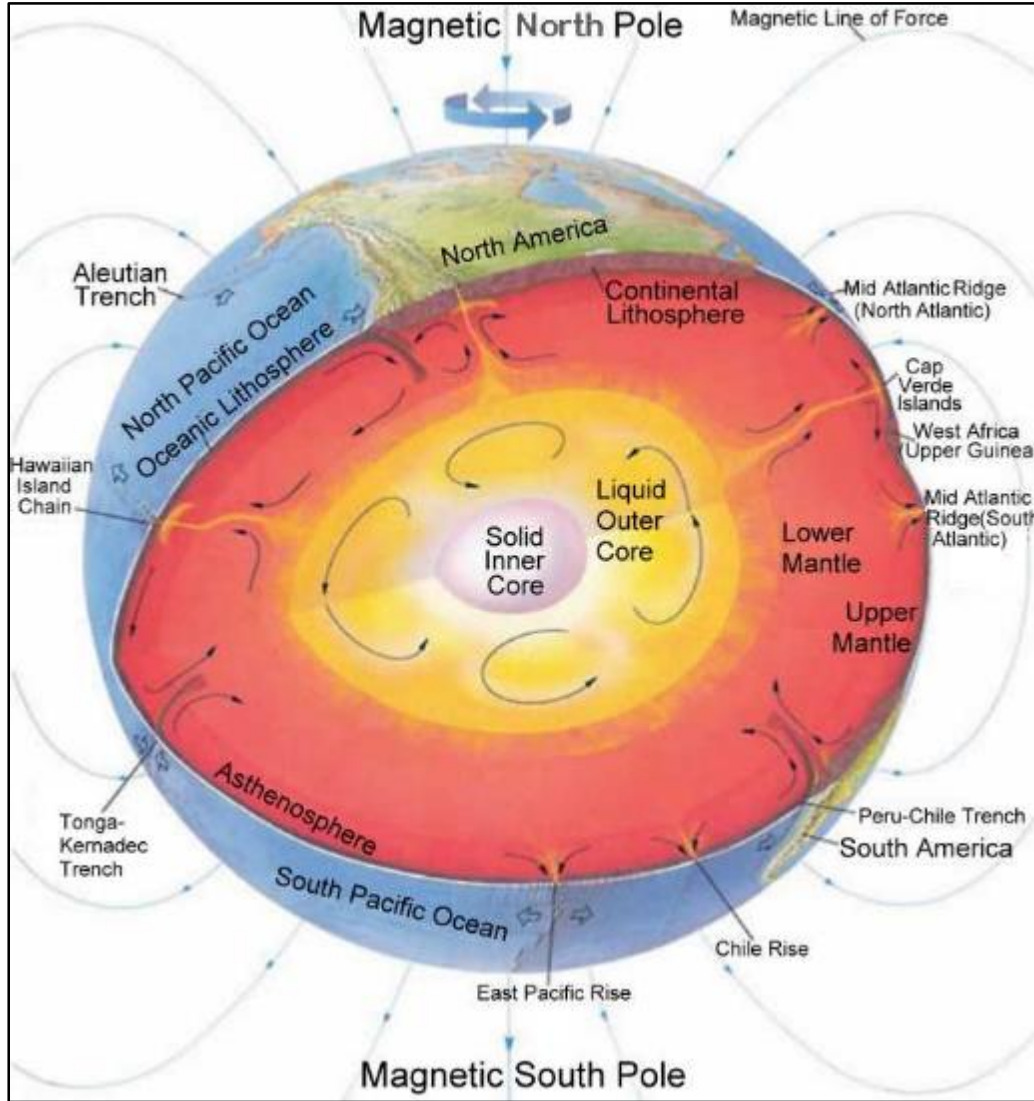 Magnetic North Pole
Magnetic Line of Force
North America
Aleutian
Trench
Continental
Lithosphere
Mid Atlantic Ridge
(North Atlantic)
North Pacific Ocean
Oceanic Lithosphere
Cap
Verde
Islands
West Africa
(Upper Guinea
Hawaiian
Island
Chain
Liquid
Outer
Core
Solid
Inner
Core
Mid Atlantic
Ridge(South
Atlantic)
Lower
Mantle
Upper
Mantle
Asthenosphere
Tonga-
Kernadec
Trench
Peru-Chile Trench
South America
South Pacific Ocean
Chile Rise
East Pacific Rise
Magnetic South Pole